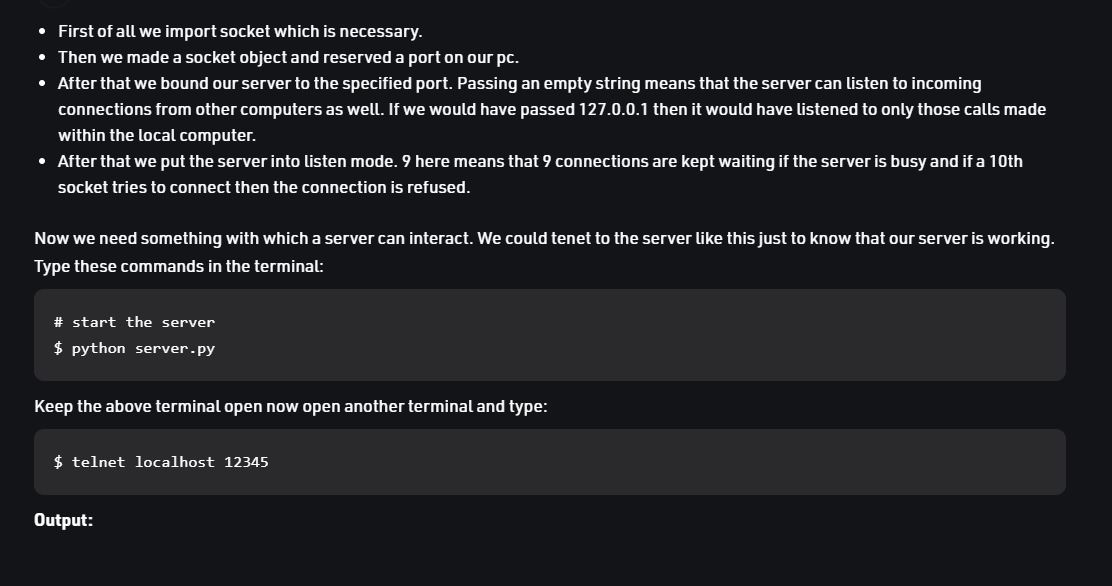 • First of all we import socket which is necessary.
• Then we made a socket object and reserved a port on our pc.
• After that we bound our server to the specified port. Passing an empty string means that the server can listen to incoming
connections from other computers as well. If we would have passed 127.0.0.1 then it would have listened to only those calls made
within the local computer.
• After that we put the server into listen mode. 9 here means that 9 connections are kept waiting if the server is busy and if a 10th
socket tries to connect then the connection is refused.
Now we need something with which a server can interact. We could tenet to the server like this just to know that our server is working.
Type these commands in the terminal:
# start the server
$ python server.py
Keep the above terminal open now open another terminal and type:
$ telnet localhost 12345
Output: